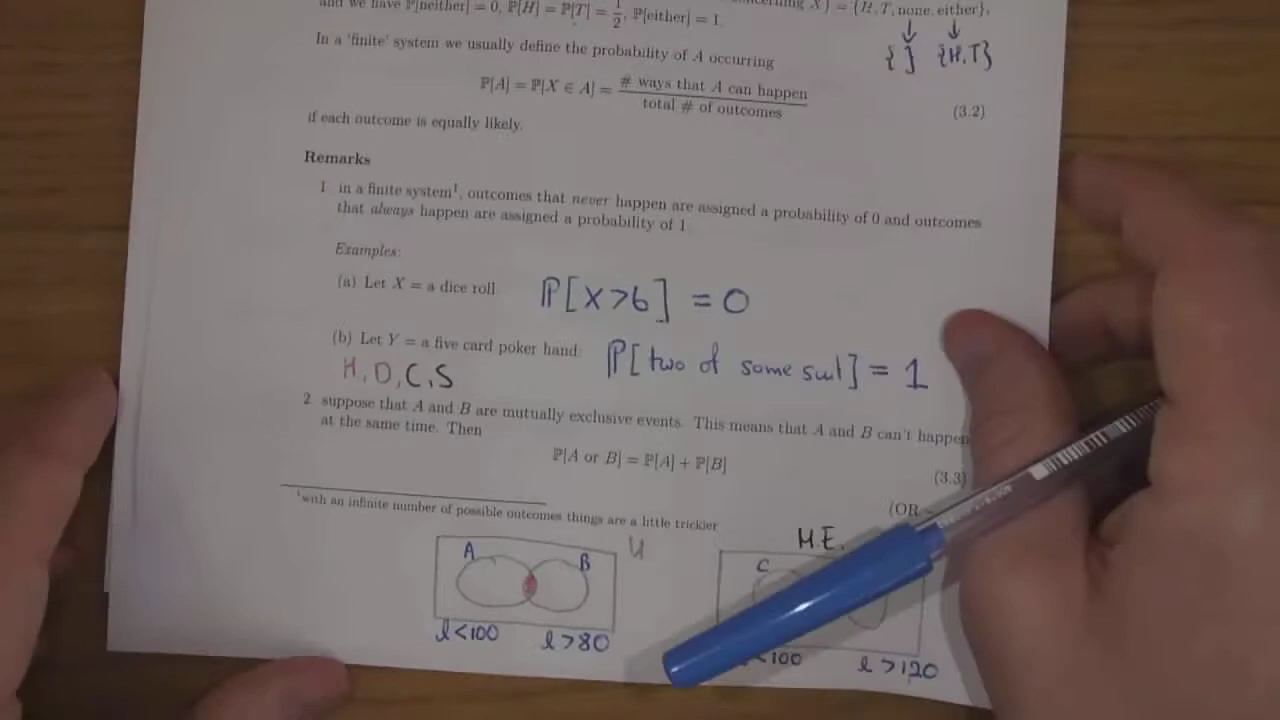 and we have ℙ[neither] = 0, ℙ[H] = ℙ[T] = 1/2, ℙ[either] = 1. X} = {H, T, none, either},
{ } {H,T}
In a 'finite' system we usually define the probability of A occurring
ℙ[A] = ℙ[X ∈ A] = # ways that A can happen / total # of outcomes (3.2)
if each outcome is equally likely.
Remarks
1. in a finite system¹, outcomes that never happen are assigned a probability of 0 and outcomes
that always happen are assigned a probability of 1
Examples:
(a) Let X = a dice roll ℙ[X>6] = 0
(b) Let Y = a five card poker hand: ℙ[two of some suit] = 1
H, D, C, S
2. suppose that A and B are mutually exclusive events. This means that A and B can't happen
at the same time. Then
ℙ[A or B] = ℙ[A] + ℙ[B] (3.3)
(OR
¹with an infinite number of possible outcomes things are a little trickier
M.E.
A B U C
l<100 l>80 <100 l>120